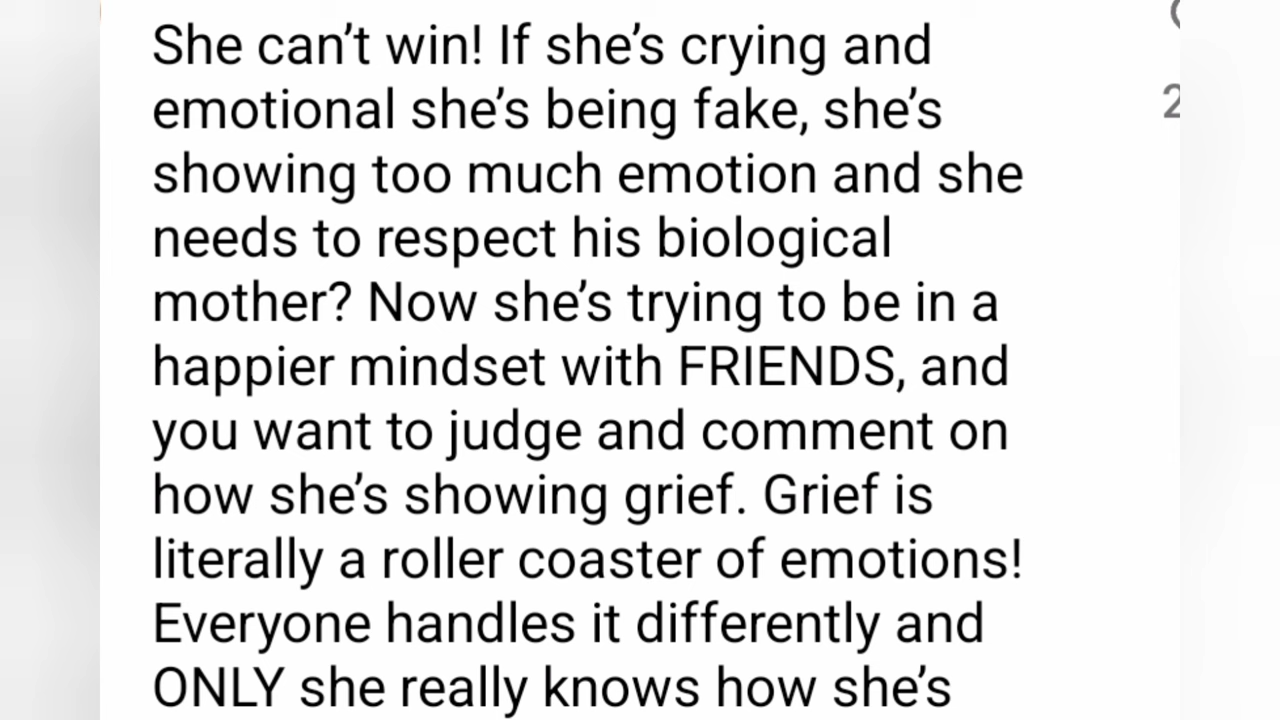 She can’t win! If she’s crying and
emotional she’s being fake, she’s
showing too much emotion and she
needs to respect his biological
mother? Now she’s trying to be in a
happier mindset with FRIENDS, and
you want to judge and comment on
how she’s showing grief. Grief is
literally a roller coaster of emotions!
Everyone handles it differently and
ONLY she really knows how she’s